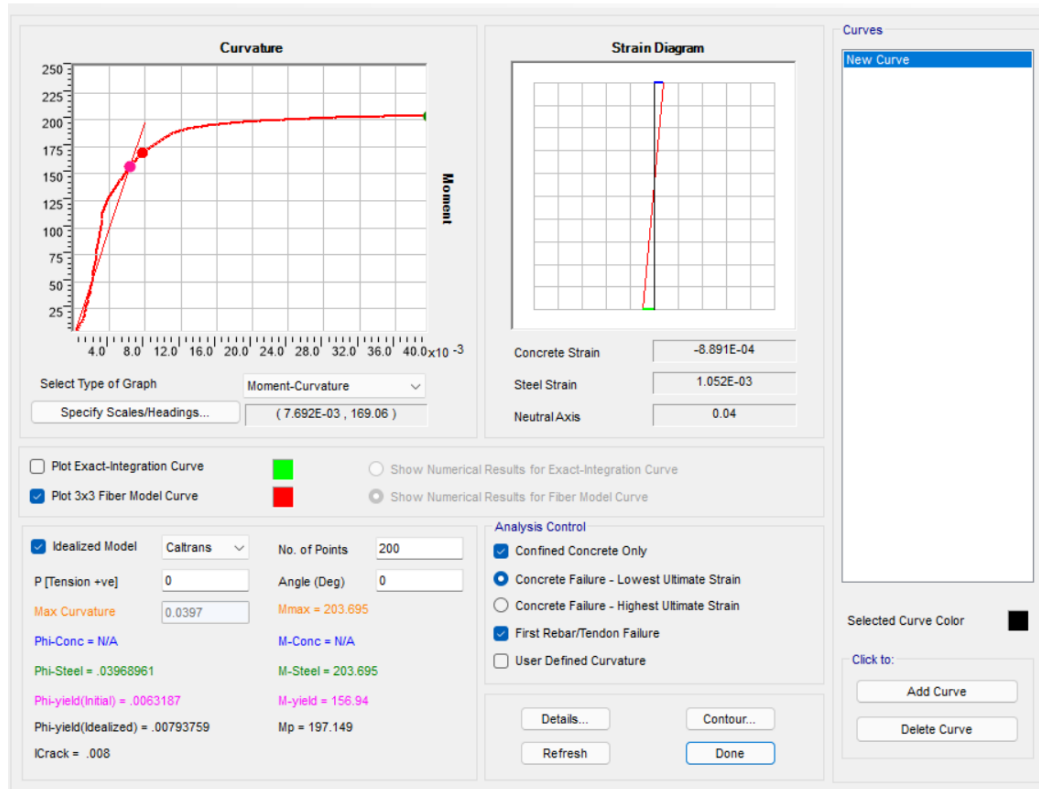 Curvature
250
225
200
175
150
125
100
75
50
25
Moment
4.0 8.0 12.0 16.0 20.0 24.0 28.0 32.0 36.0 40.0 x10 -3
Select Type of Graph Moment-Curvature
Specify Scales/Headings... ( 7.692E-03 , 169.06 )
Strain Diagram
Concrete Strain -8.891E-04
Steel Strain 1.052E-03
Neutral Axis 0.04
Curves
New Curve
Plot Exact-Integration Curve Show Numerical Results for Exact-Integration Curve
Plot 3x3 Fiber Model Curve Show Numerical Results for Fiber Model Curve
Idealized Model Caltrans No. of Points 200
P [Tension +ve] 0 Angle (Deg) 0
Max Curvature 0.0397 Mmax = 203.695
Phi-Conc = N/A M-Conc = N/A
Phi-Steel = .03968961 M-Steel = 203.695
Phi-yield(Initial) = .0063187 M-yield = 156.94
Phi-yield(Idealized) = .00793759 Mp = 197.149
ICrack = .008
Analysis Control
Confined Concrete Only
Concrete Failure - Lowest Ultimate Strain
Concrete Failure - Highest Ultimate Strain
First Rebar/Tendon Failure
User Defined Curvature
Details... Contour...
Refresh Done
Selected Curve Color
Click to:
Add Curve
Delete Curve